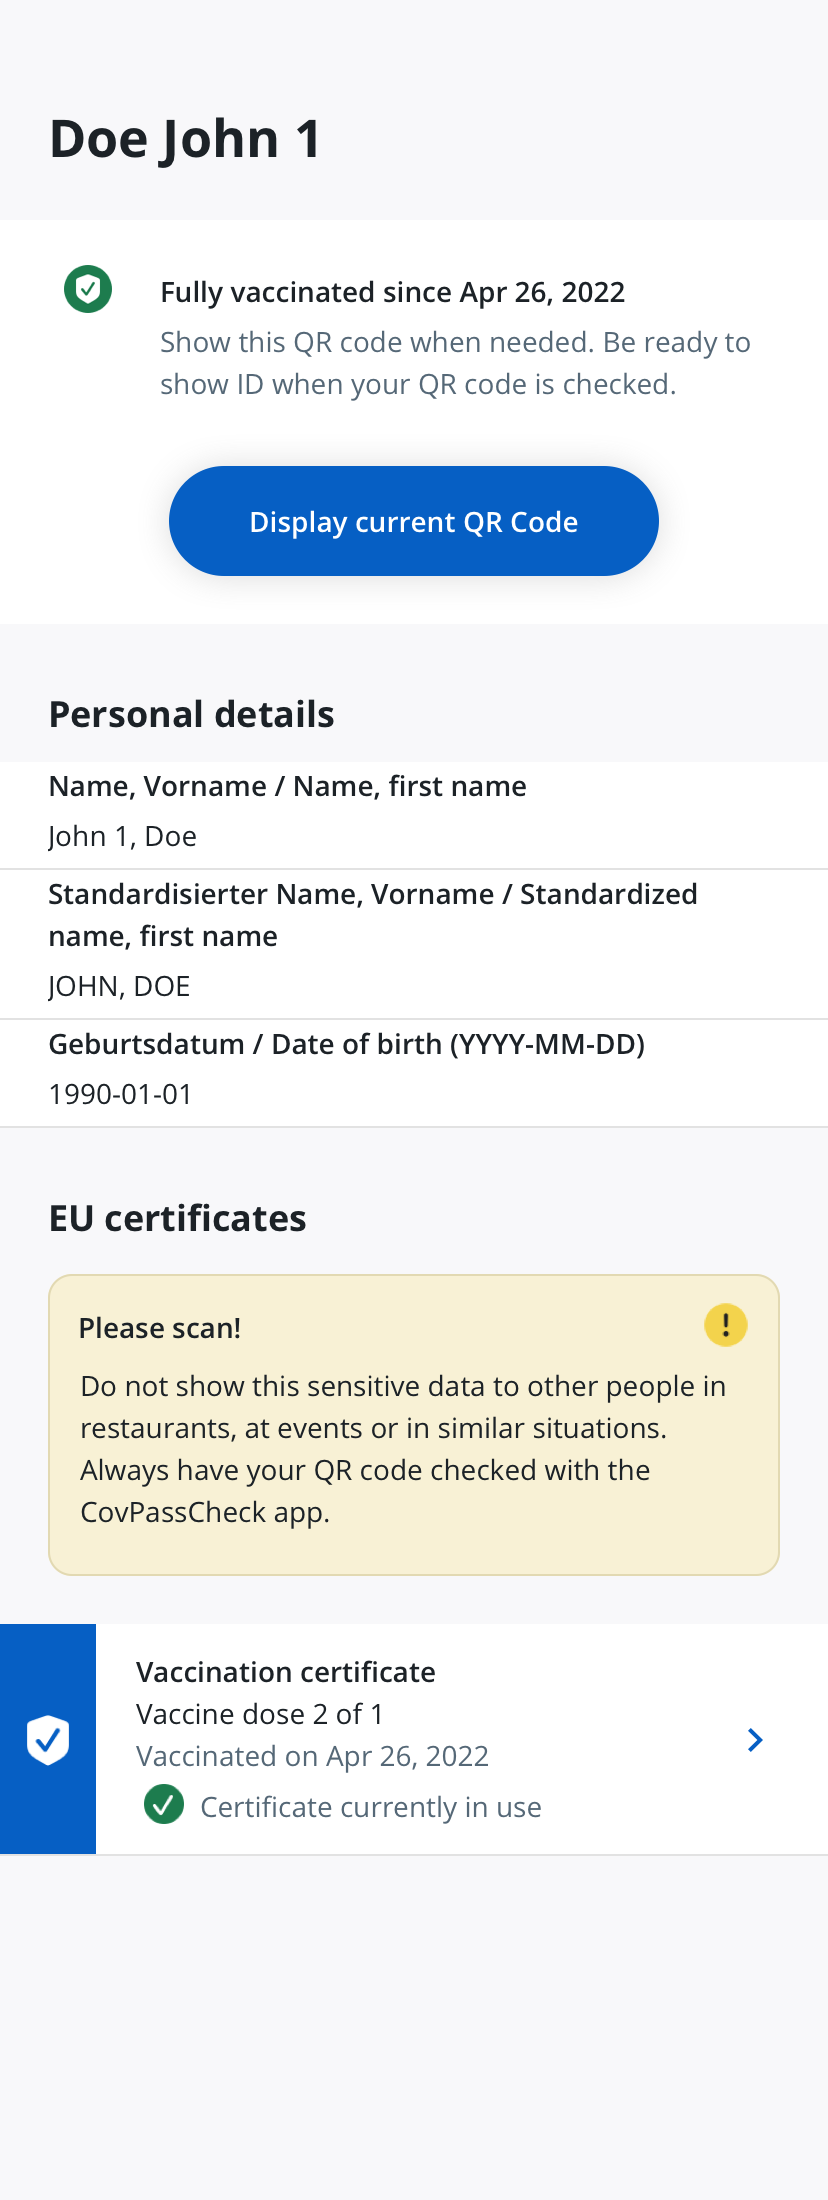 Doe John 1
Fully vaccinated since Apr 26, 2022
Show this QR code when needed. Be ready to
show ID when your QR code is checked.
Display current QR Code
Personal details
Name, Vorname / Name, first name
John 1, Doe
Standardisierter Name, Vorname / Standardized
name, first name
JOHN, DOE
Geburtsdatum / Date of birth (YYYY-MM-DD)
1990-01-01
EU certificates
Please scan!
Do not show this sensitive data to other people in
restaurants, at events or in similar situations.
Always have your QR code checked with the
CovPassCheck app.
Vaccination certificate
Vaccine dose 2 of 1
Vaccinated on Apr 26, 2022
Certificate currently in use